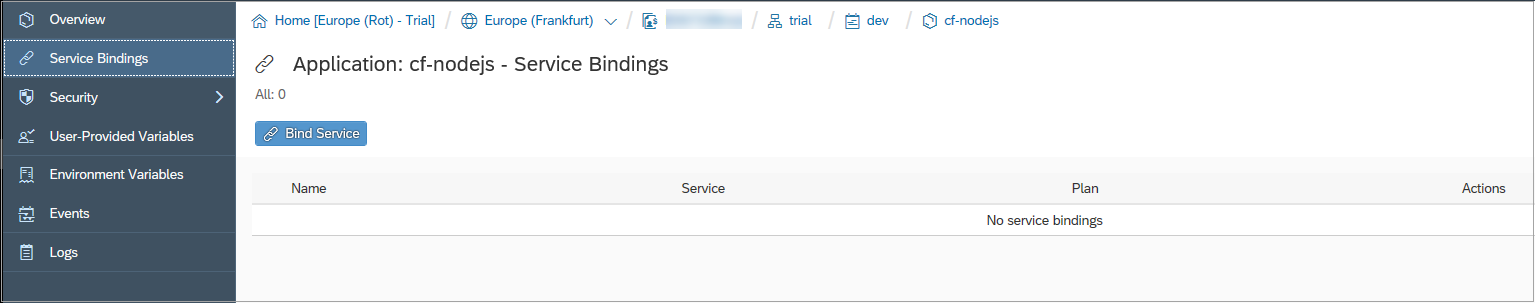 Overview
Service Bindings
Security
User-Provided Variables
Environment Variables
Events
Logs
Home [Europe (Rot) - Trial] / Europe (Frankfurt) / / trial / dev / cf-nodejs
Application: cf-nodejs - Service Bindings
All: 0
Bind Service
Name Service Plan Actions
No service bindings